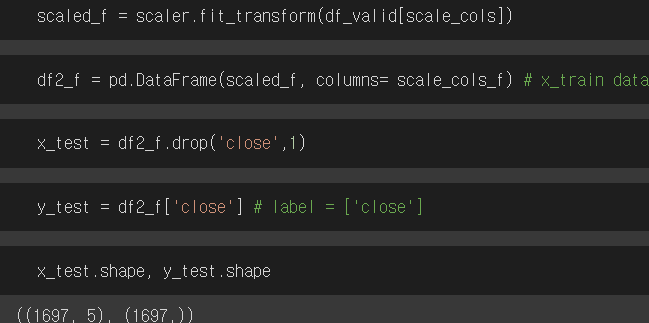 scaled_f = scaler.fit_transform(df_valid[scale_cols])
df2_f = pd.DataFrame(scaled_f, columns= scale_cols_f) # x_train data
x_test = df2_f.drop('close',1)
y_test = df2_f['close'] # label = ['close']
x_test.shape, y_test.shape
((1697, 5), (1697,))